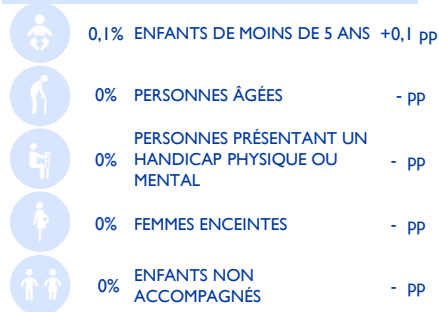 0,1% ENFANTS DE MOINS DE 5 ANS +0,1 pp
0% PERSONNES ÂGÉES - pp
PERSONNES PRÉSENTANT UN
0% HANDICAP PHYSIQUE OU - pp
MENTAL
0% FEMMES ENCEINTES - pp
ENFANTS NON
0% ACCOMPAGNÉS - pp